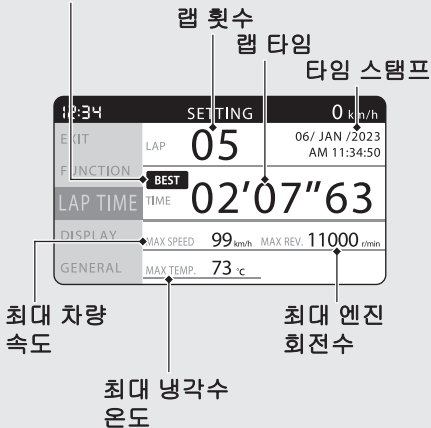 랩 횟수
랩 타임
타임 스탬프
12:34 SETTING 0 km/h
EXIT
FUNCTION
LAP TIME
DISPLAY
GENERAL
LAP 05
06/ JAN /2023
AM 11:34:50
BEST
TIME 02’07”63
MAX SPEED 99 km/h MAX REV. 11000 r/min
MAX TEMP. 73 °C
최대 차량
속도
최대 엔진
회전수
최대 냉각수
온도